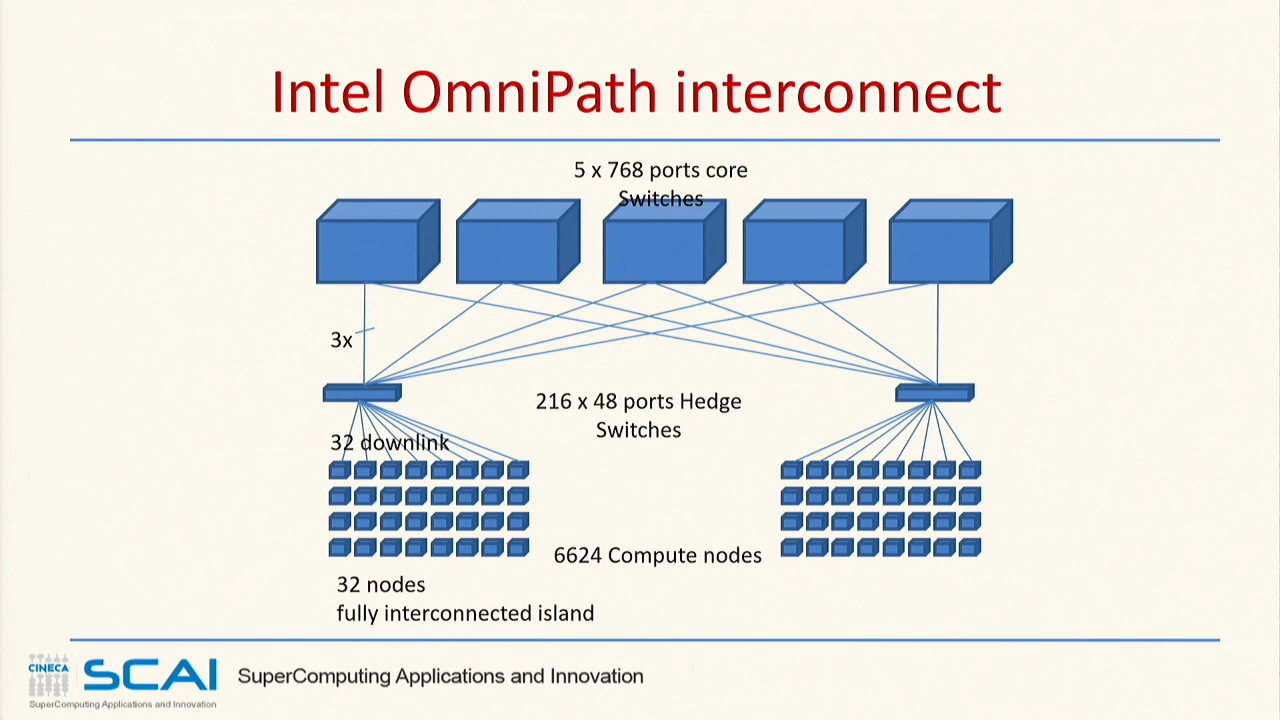 Intel OmniPath interconnect
5 x 768 ports core
Switches
3x
216 x 48 ports Hedge
Switches
32 downlink
6624 Compute nodes
32 nodes
fully interconnected island
CINECA
SCAI
SuperComputing Applications and Innovation
SuperComputing Applications and Innovation